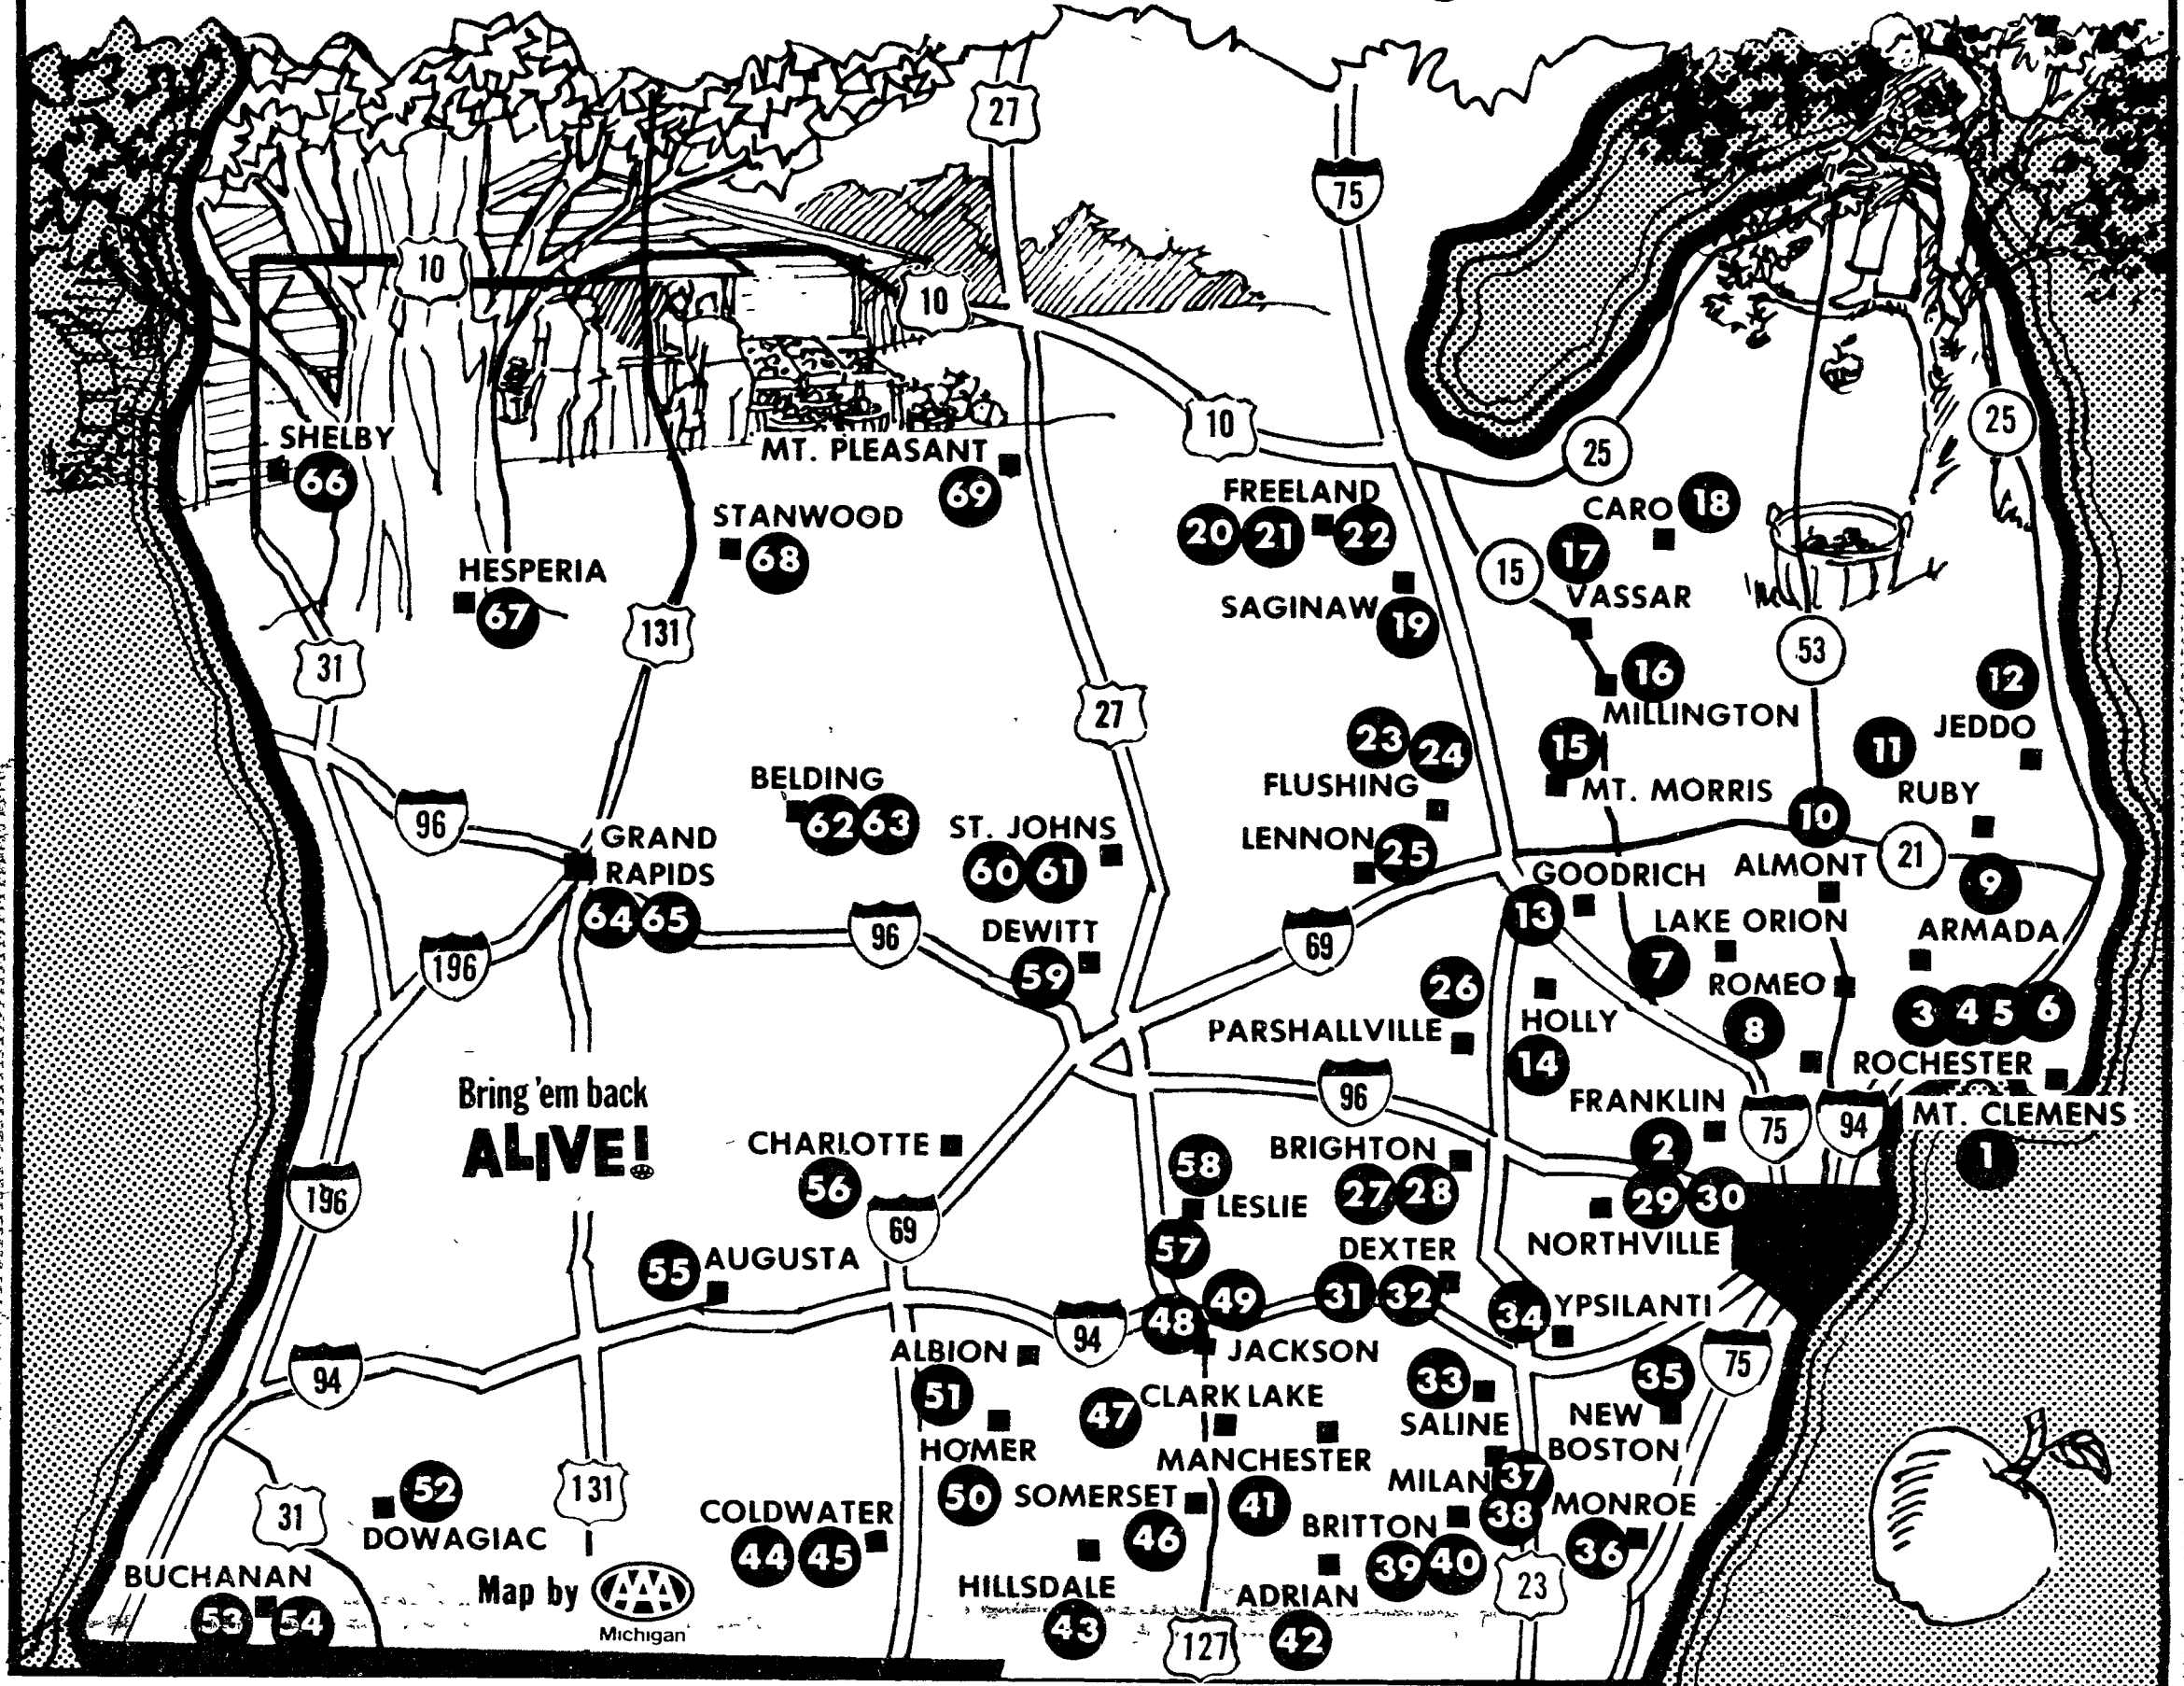 27
75
10
10
25
10
25
SHELBY
66
MT. PLEASANT
69
FREELAND
20 21 22
CARO 18
STANWOOD
68
15
17
VASSAR
HESPERIA
67
SAGINAW
19
131
53
31
16
MILLINGTON
12
JEDDO
27
23 24
FLUSHING
15
MT. MORRIS
11
RUBY
BELDING
62 63
96
GRAND
RAPIDS
64 65
ST. JOHNS
60 61
LENNON 25
10
ALMONT
21
9
GOODRICH
13
ARMADA
LAKE ORION
7
96
DEWITT
59
69
196
26
PARSHALLVILLE
HOLLY
14
ROMEO
8
3 4 5 6
ROCHESTER
Bring 'em back
ALIVE!
96
FRANKLIN
2
75
94
MT. CLEMENS
1
CHARLOTTE
56
58
LESLIE
57
BRIGHTON
27 28
29 30
NORTHVILLE
196
69
55 AUGUSTA
DEXTER
31 32
34 YPSILANTI
48 49
JACKSON
94
94
ALBION
51
75
35
NEW
BOSTON
33
SALINE
47 CLARK LAKE
HOMER
50
MANCHESTER
41
MILAN 37
38
52
DOWAGIAC
131
31
COLDWATER
44 45
SOMERSET
46
BRITTON
39 40
MONROE
36
23
BUCHANAN
53 54
Map by AAA
Michigan
HILLSDALE
43
ADRIAN
42
127